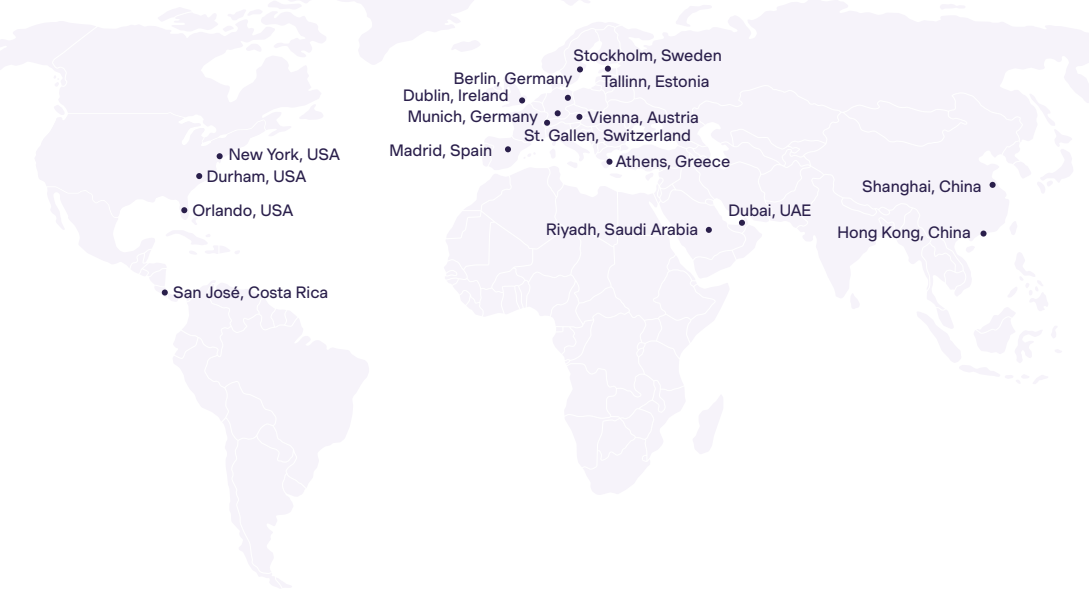 Stockholm, Sweden
Berlin, Germany
Tallinn, Estonia
Dublin, Ireland
Munich, Germany
Vienna, Austria
St. Gallen, Switzerland
Madrid, Spain
New York, USA
Athens, Greece
Durham, USA
Shanghai, China
Orlando, USA
Dubai, UAE
Riyadh, Saudi Arabia
Hong Kong, China
San José, Costa Rica